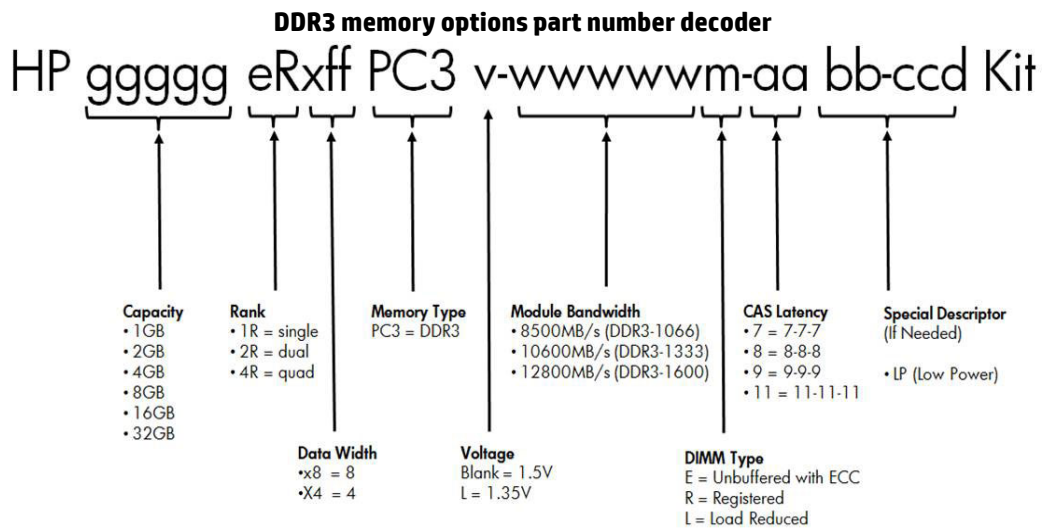 DDR3 memory options part number decoder
HP ggggg eRxff PC3 v-wwwwwm-aa bb-ccd Kit
Capacity
• 1GB
• 2GB
• 4GB
• 8GB
• 16GB
• 32GB
Rank
• 1R = single
• 2R = dual
• 4R = quad
Memory Type
PC3 = DDR3
Module Bandwidth
• 8500MB/s (DDR3-1066)
• 10600MB/s (DDR3-1333)
• 12800MB/s (DDR3-1600)
CAS Latency
• 7 = 7-7-7
• 8 = 8-8-8
• 9 = 9-9-9
• 11 = 11-11-11
Special Descriptor
(If Needed)
• LP (Low Power)
Data Width
•x8 = 8
•X4 = 4
Voltage
Blank = 1.5V
L = 1.35V
DIMM Type
E = Unbuffered with ECC
R = Registered
L = Load Reduced